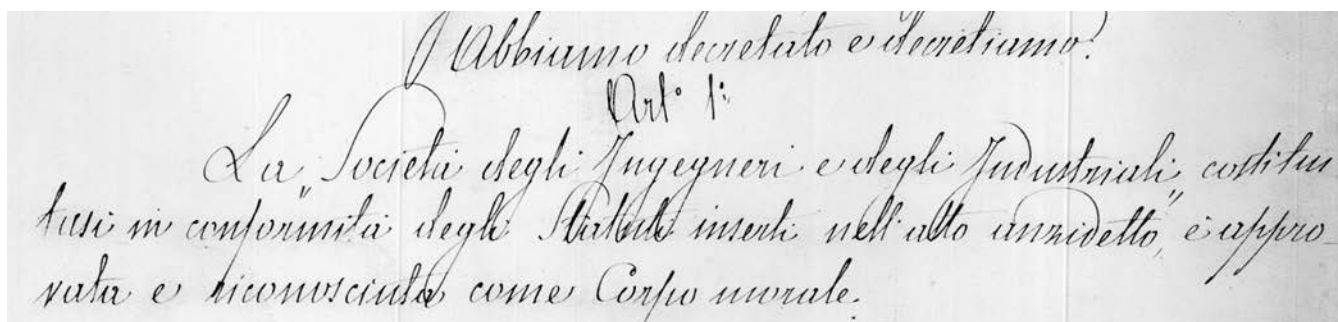 Abbiamo decretato e decretiamo:
Art.° 1°:
La Società degli Ingegneri e degli Industriali, costitui-
tasi in "conformità degli Statuti inserti nell'atto anzidetto", è appro-
vata e riconosciuta come Corpo morale.